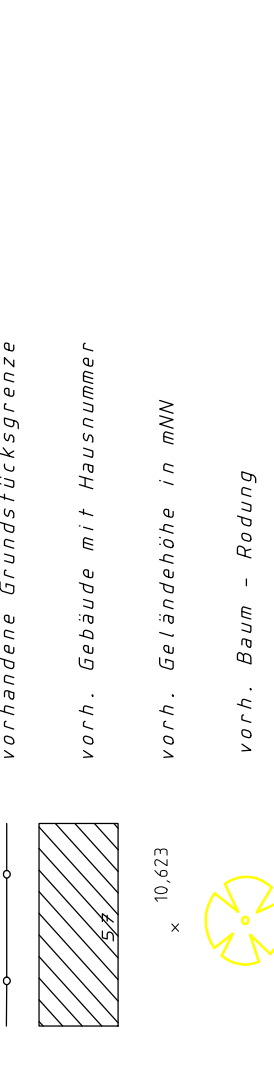 vorhandene Grundstücksgrenze
57
vorh. Gebäude mit Hausnummer
× 10,623
vorh. Geländehöhe in mNN
vorh. Baum - Rodung